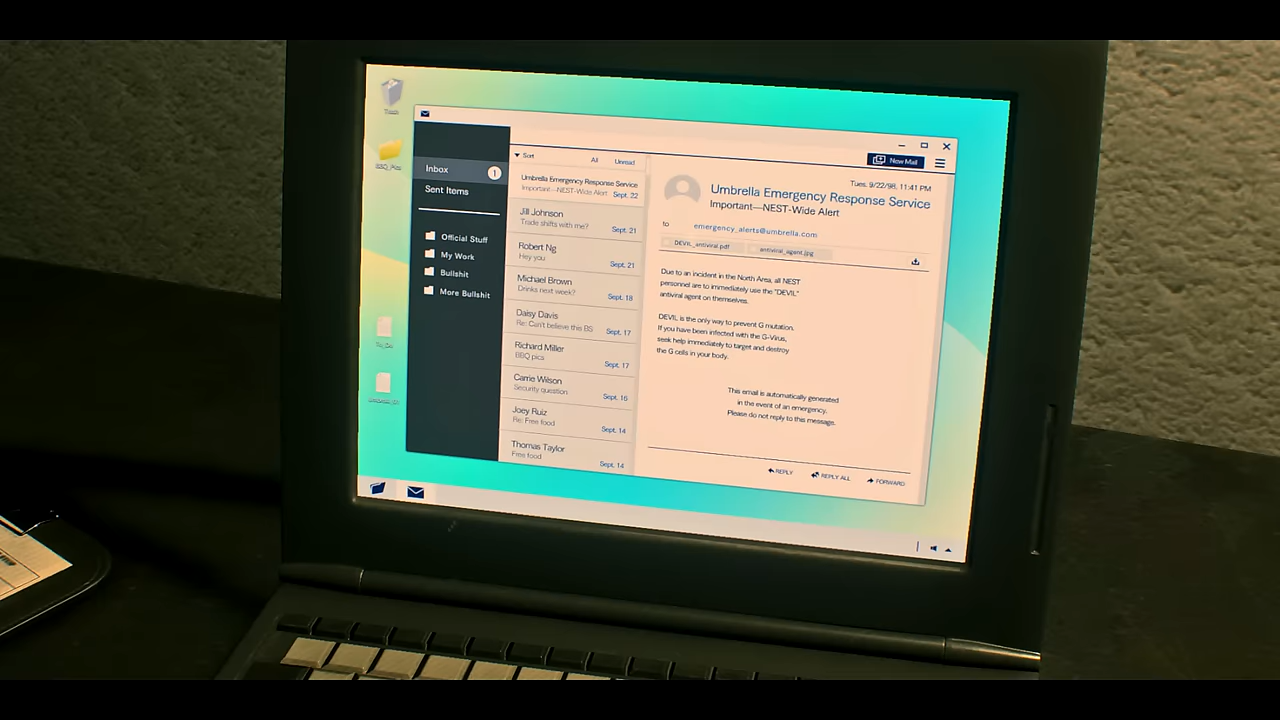 Trash
BBQ_Pics
Inbox
1
Sent Items
Official Stuff
My Work
Bullshit
More Bullshit
Sort
All
Unread
Umbrella Emergency Response Service
Important—NEST-Wide Alert
Sept. 22
Jill Johnson
Trade shifts with me?
Sept. 21
Robert Ng
Hey you
Sept. 21
Michael Brown
Drinks next week?
Sept. 18
Daisy Davis
Re: Can't believe this BS
Sept. 17
Richard Miller
BBQ pics
Sept. 17
Carrie Wilson
Security question
Sept. 16
Joey Ruiz
Re: Free food
Sept. 14
Thomas Taylor
Free food
Sept. 14
New Mail
Tues. 9/22/98, 11:41 PM
Umbrella Emergency Response Service
Important—NEST-Wide Alert
to
emergency_alerts@umbrella.com
DEVIL_antiviral.pdf
antiviral_agent.jpg
Due to an incident in the North Area, all NEST
personnel are to immediately use the "DEVIL"
antiviral agent on themselves.
DEVIL is the only way to prevent G mutation.
If you have been infected with the G-Virus,
seek help immediately to target and destroy
the G cells in your body.
This email is automatically generated
in the event of an emergency.
Please do not reply to this message.
REPLY
REPLY ALL
FORWARD